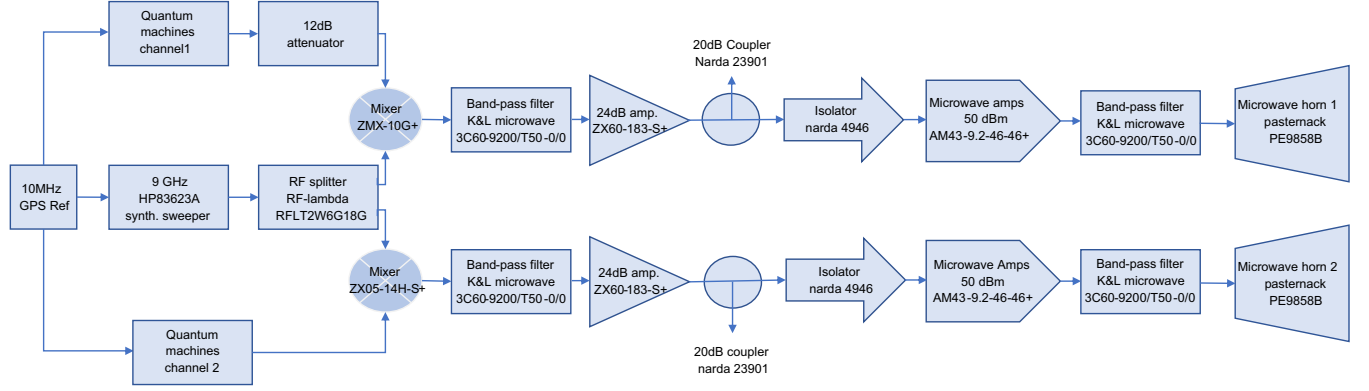 Quantum
machines
channel1
12dB
attenuator
Mixer
ZMX-10G+
10MHz
GPS Ref
9 GHz
HP83623A
synth. sweeper
RF splitter
RF-lambda
RFLT2W6G18G
Mixer
ZX05-14H-S+
Quantum
machines
channel 2
Band-pass filter
K&L microwave
3C60-9200/T50-0/0
24dB amp.
ZX60-183-S+
20dB Coupler
Narda 23901
Isolator
narda 4946
Microwave amps
50 dBm
AM43-9.2-46-46+
Band-pass filter
K&L microwave
3C60-9200/T50-0/0
Microwave horn 1
pasternack
PE9858B
Band-pass filter
K&L microwave
3C60-9200/T50-0/0
24dB amp.
ZX60-183-S+
20dB coupler
narda 23901
Isolator
narda 4946
Microwave Amps
50 dBm
AM43-9.2-46-46+
Band-pass filter
K&L microwave
3C60-9200/T50-0/0
Microwave horn 2
pasternack
PE9858B